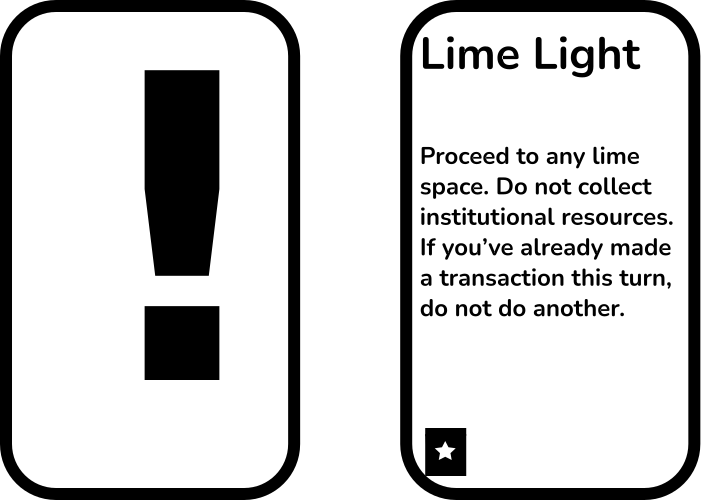 !
Lime Light
Proceed to any lime
space. Do not collect
institutional resources.
If you’ve already made
a transaction this turn,
do not do another.